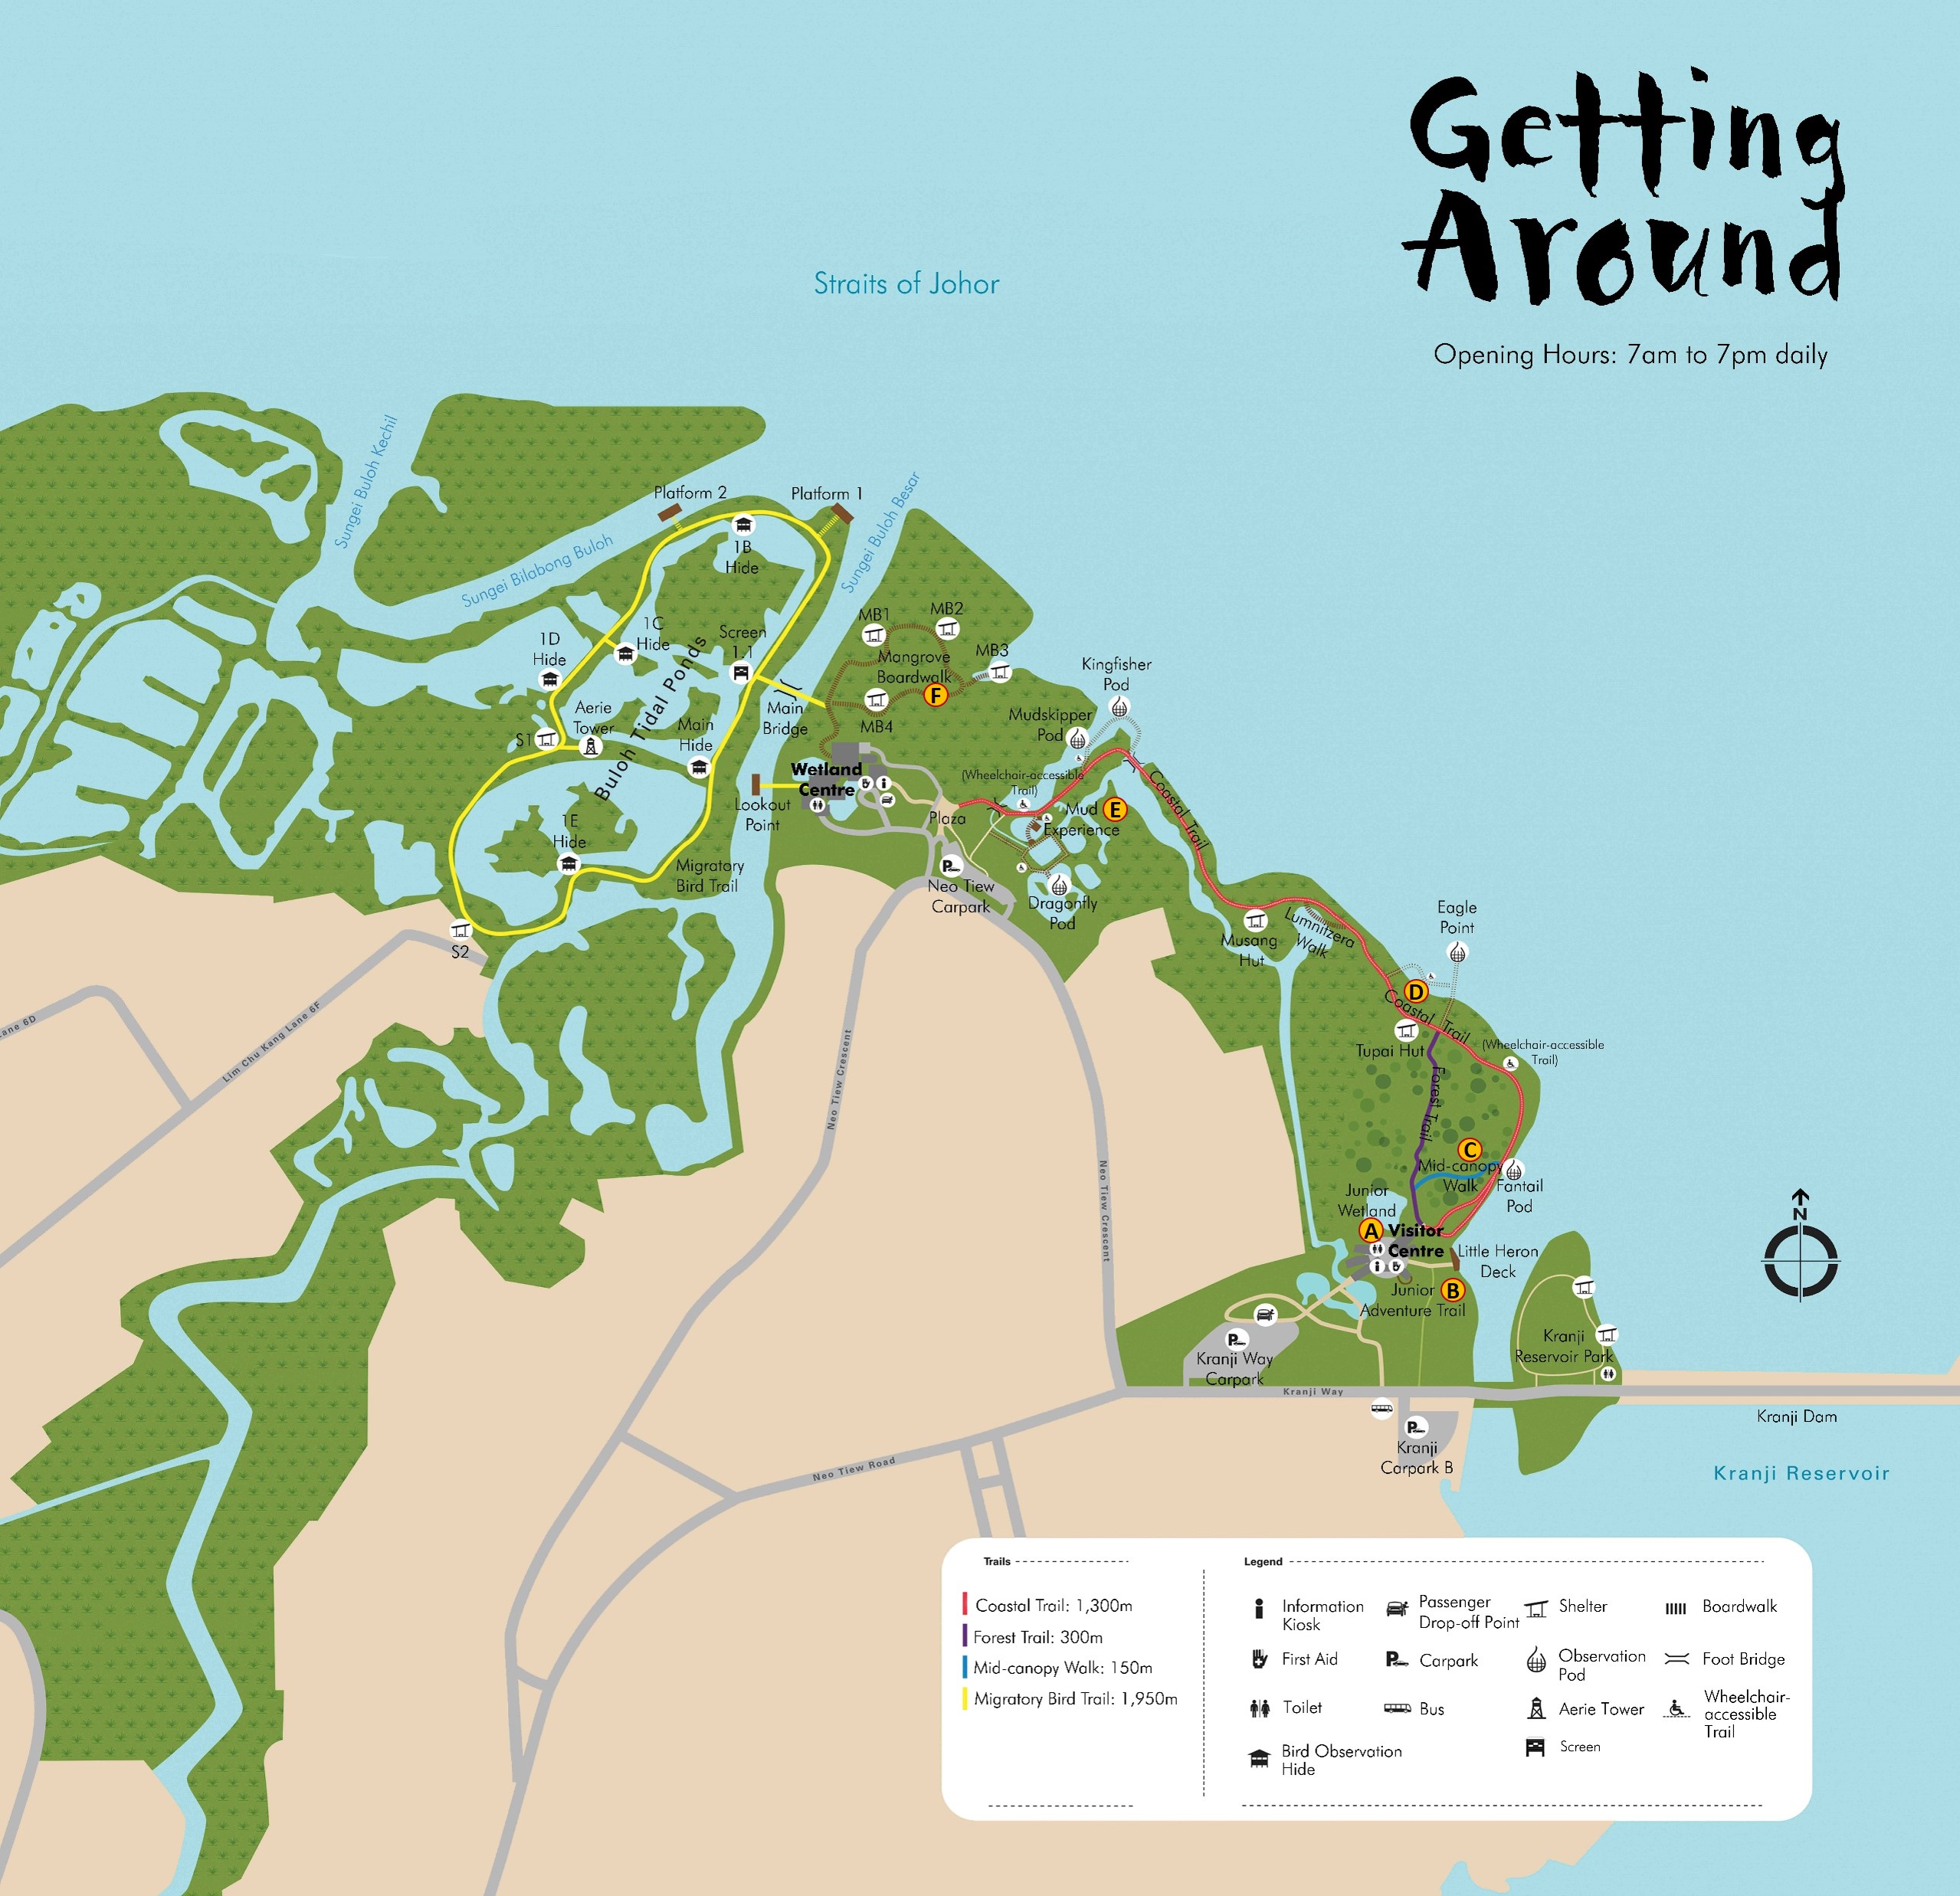 Getting
Around
Opening Hours: 7am to 7pm daily
Straits of Johor
Sungei Buloh Kechil
Sungei Bilabong Buloh
Sungei Buloh Besar
Platform 2
Platform 1
1B
Hide
1C
Hide
1D
Hide
Screen
1.1
Aerie
Tower
S1
Buloh Tidal Ponds
Main
Hide
Main
Bridge
1E
Hide
Migratory
Bird Trail
S2
MB1
MB2
MB3
MB4
Mangrove
Boardwalk
F
Wetland
Centre
Lookout
Point
Plaza
Neo Tiew
Carpark
Kingfisher
Pod
Mudskipper
Pod
(Wheelchair-accessible
Trail)
Mud
Experience
E
Dragonfly
Pod
Coastal Trail
Musang
Hut
Lumnitzera
Walk
Eagle
Point
D
Coastal Trail
Tupai Hut
(Wheelchair-accessible
Trail)
Forest Trail
C
Mid-canopy
Walk
Fantail
Pod
Junior
Wetland
A
Visitor
Centre
Little Heron
Deck
B
Junior
Adventure Trail
Kranji Way
Carpark
Kranji
Reservoir Park
N
Kranji Way
Kranji Dam
Kranji
Carpark B
Kranji Reservoir
ane 6D
Lim Chu Kang Lane 6F
Neo Tiew Crescent
Neo Tiew Crescent
Neo Tiew Road
Trails
Coastal Trail: 1,300m
Forest Trail: 300m
Mid-canopy Walk: 150m
Migratory Bird Trail: 1,950m
Legend
Information
Kiosk
First Aid
Toilet
Bird Observation
Hide
Passenger
Drop-off Point
Carpark
Bus
Shelter
Observation
Pod
Aerie Tower
Screen
Boardwalk
Foot Bridge
Wheelchair-
accessible
Trail